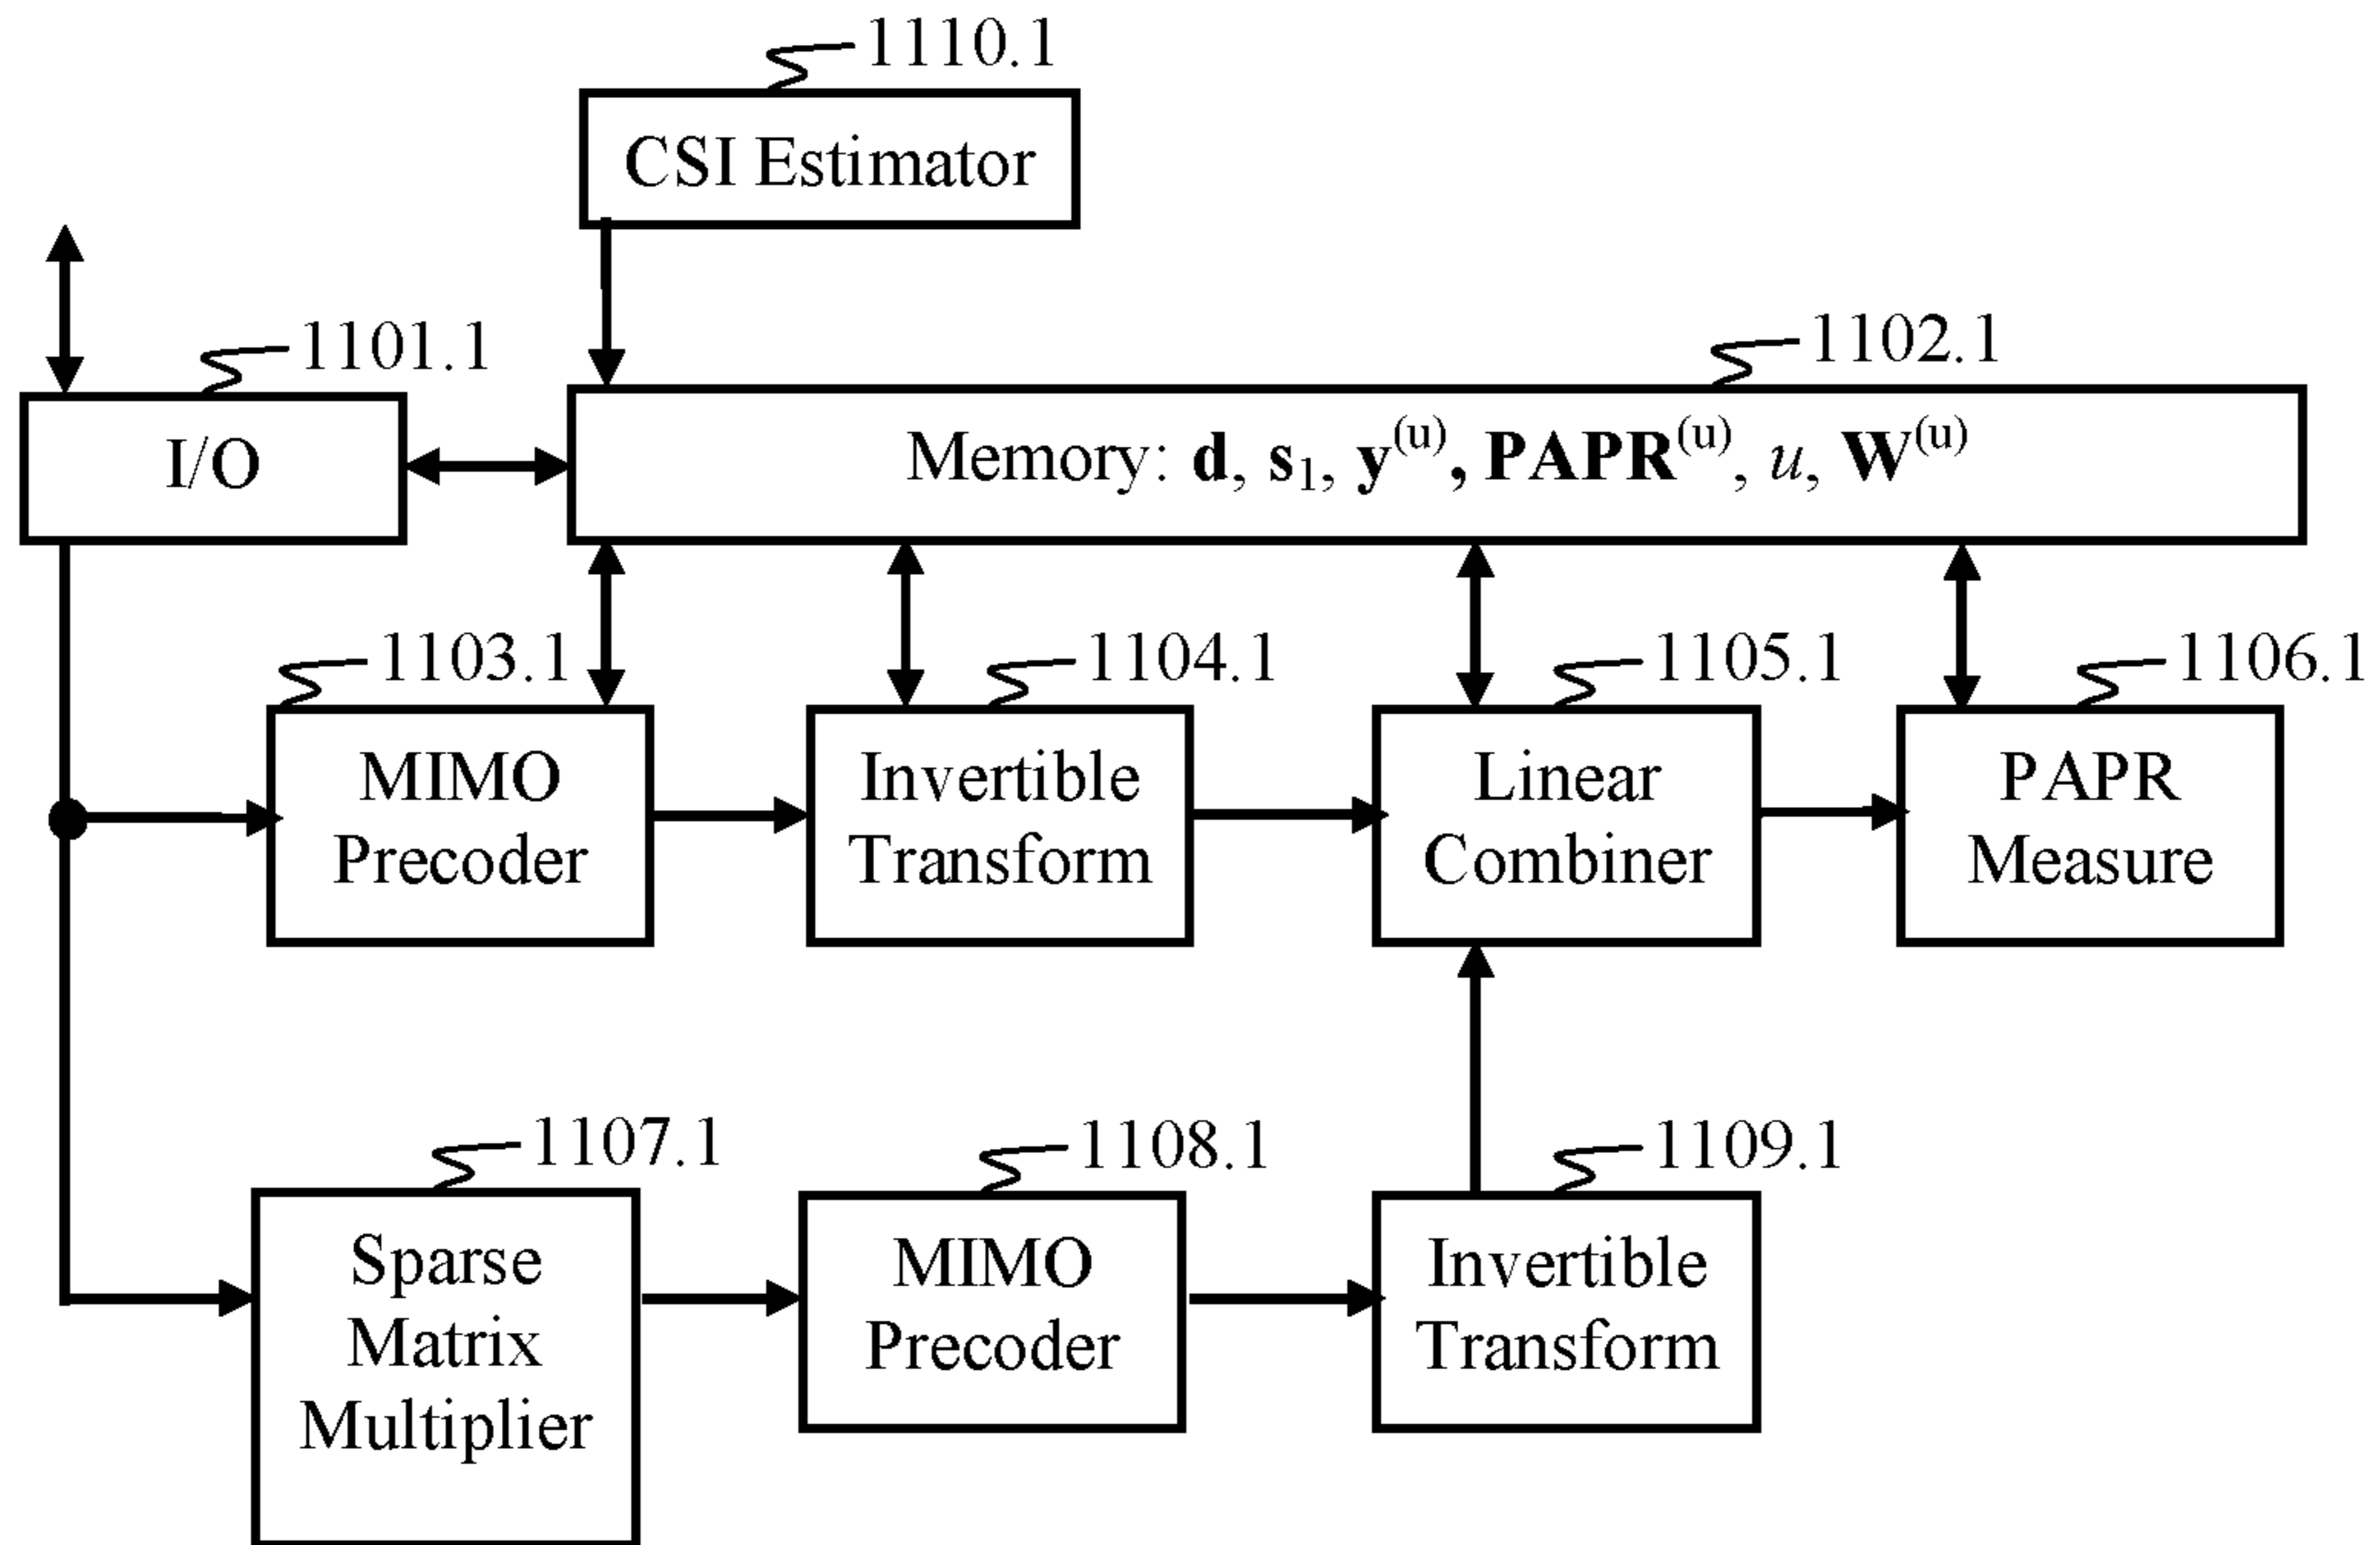 1110.1
CSI Estimator
1101.1
1102.1
I/O
Memory: d, s₁, y⁽ᵘ⁾, PAPR⁽ᵘ⁾, u, W⁽ᵘ⁾
1103.1
1104.1
1105.1
1106.1
MIMO
Precoder
Invertible
Transform
Linear
Combiner
PAPR
Measure
1107.1
1108.1
1109.1
Sparse
Matrix
Multiplier
MIMO
Precoder
Invertible
Transform